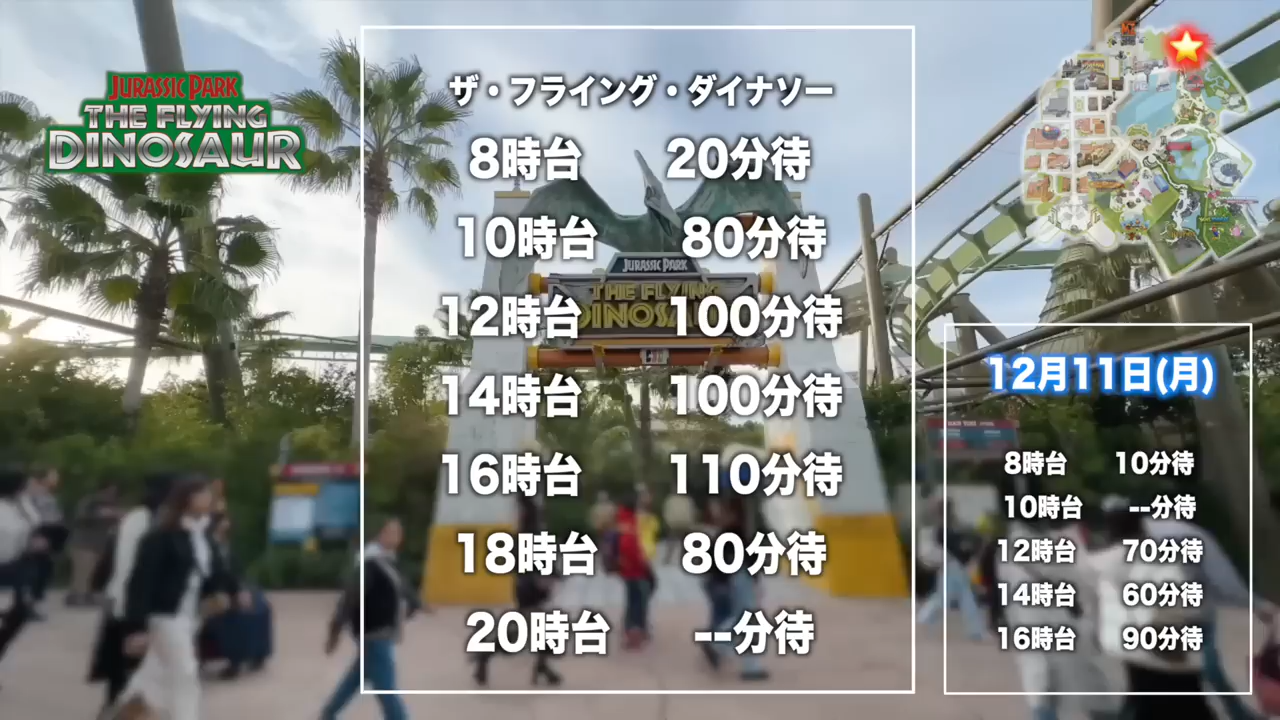 JURASSIC PARK
THE FLYING
DINOSAUR
ザ・フライング・ダイナソー
8時台 20分待
10時台 80分待
12時台 100分待
14時台 100分待
16時台 110分待
18時台 80分待
20時台 --分待
JURASSIC PARK
THE FLYING
DINOSAUR
12月11日(月)
8時台 10分待
10時台 --分待
12時台 70分待
14時台 60分待
16時台 90分待